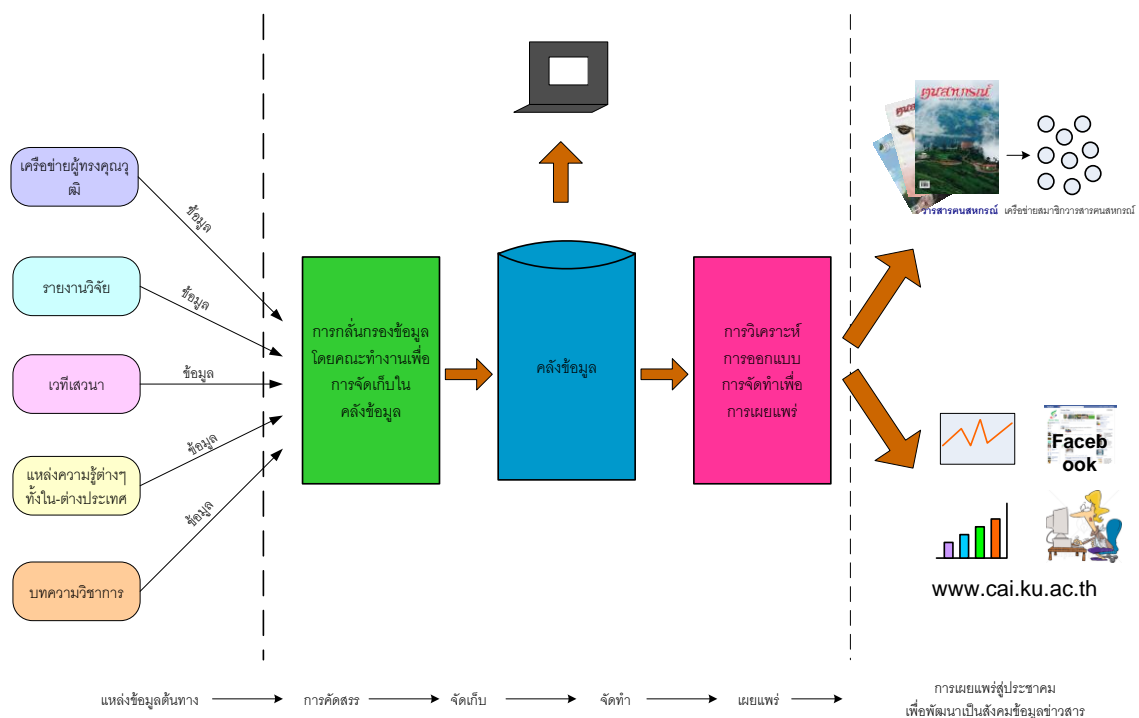 คนสหกรณ์
วารสารคนสหกรณ์
เครือข่ายสมาชิกวารสารคนสหกรณ์
เครือข่ายผู้ทรงคุณวุ
ฒิ
ข้อมูล
รายงานวิจัย
ข้อมูล
เวทีเสวนา
ข้อมูล
แหล่งความรู้ต่างๆ
ทั้งใน-ต่างประเทศ
ข้อมูล
บทความวิชาการ
ข้อมูล
การกลั่นกรองข้อมูล
โดยคณะทำงานเพื่อ
การจัดเก็บใน
คลังข้อมูล
คลังข้อมูล
การวิเคราะห์
การออกแบบ
การจัดทำเพื่อ
การเผยแพร่
Faceb
ook
www.cai.ku.ac.th
แหล่งข้อมูลต้นทาง
การคัดสรร
จัดเก็บ
จัดทำ
เผยแพร่
การเผยแพร่สู่ประชาคม
เพื่อพัฒนาเป็นสังคมข้อมูลข่าวสาร